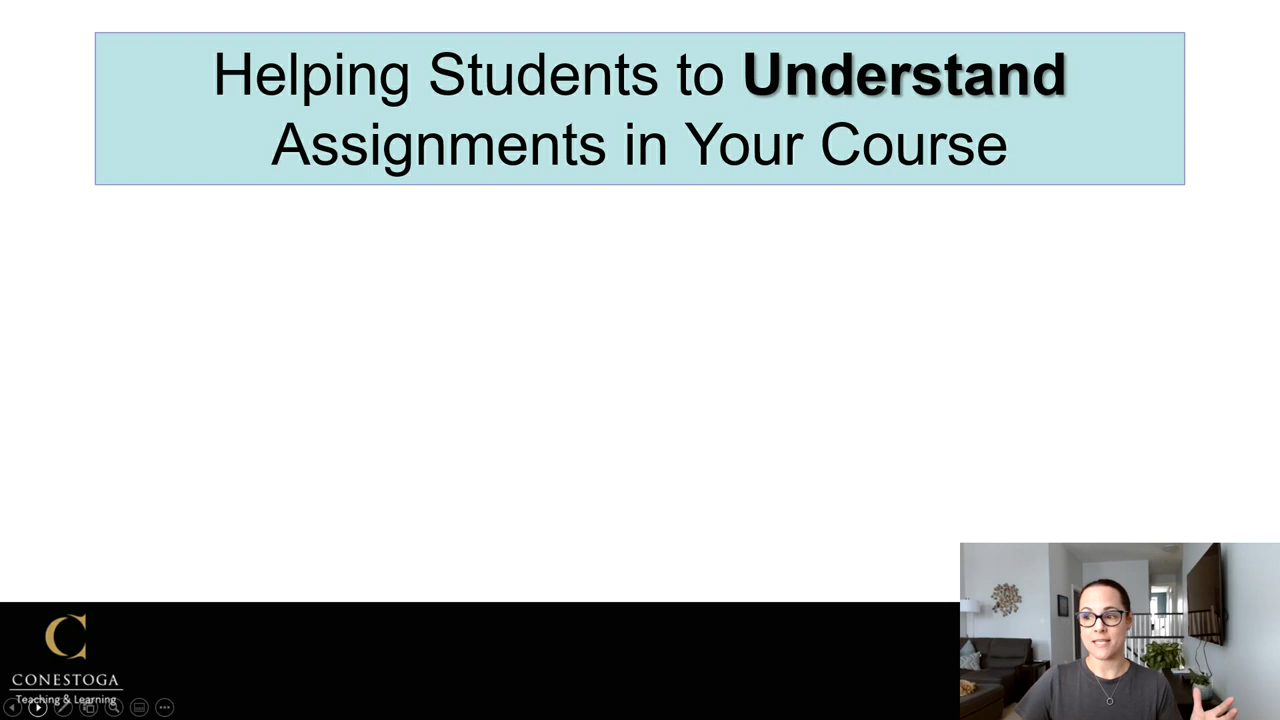 Helping Students to Understand
Assignments in Your Course
C
CONESTOGA
Teaching & Learning